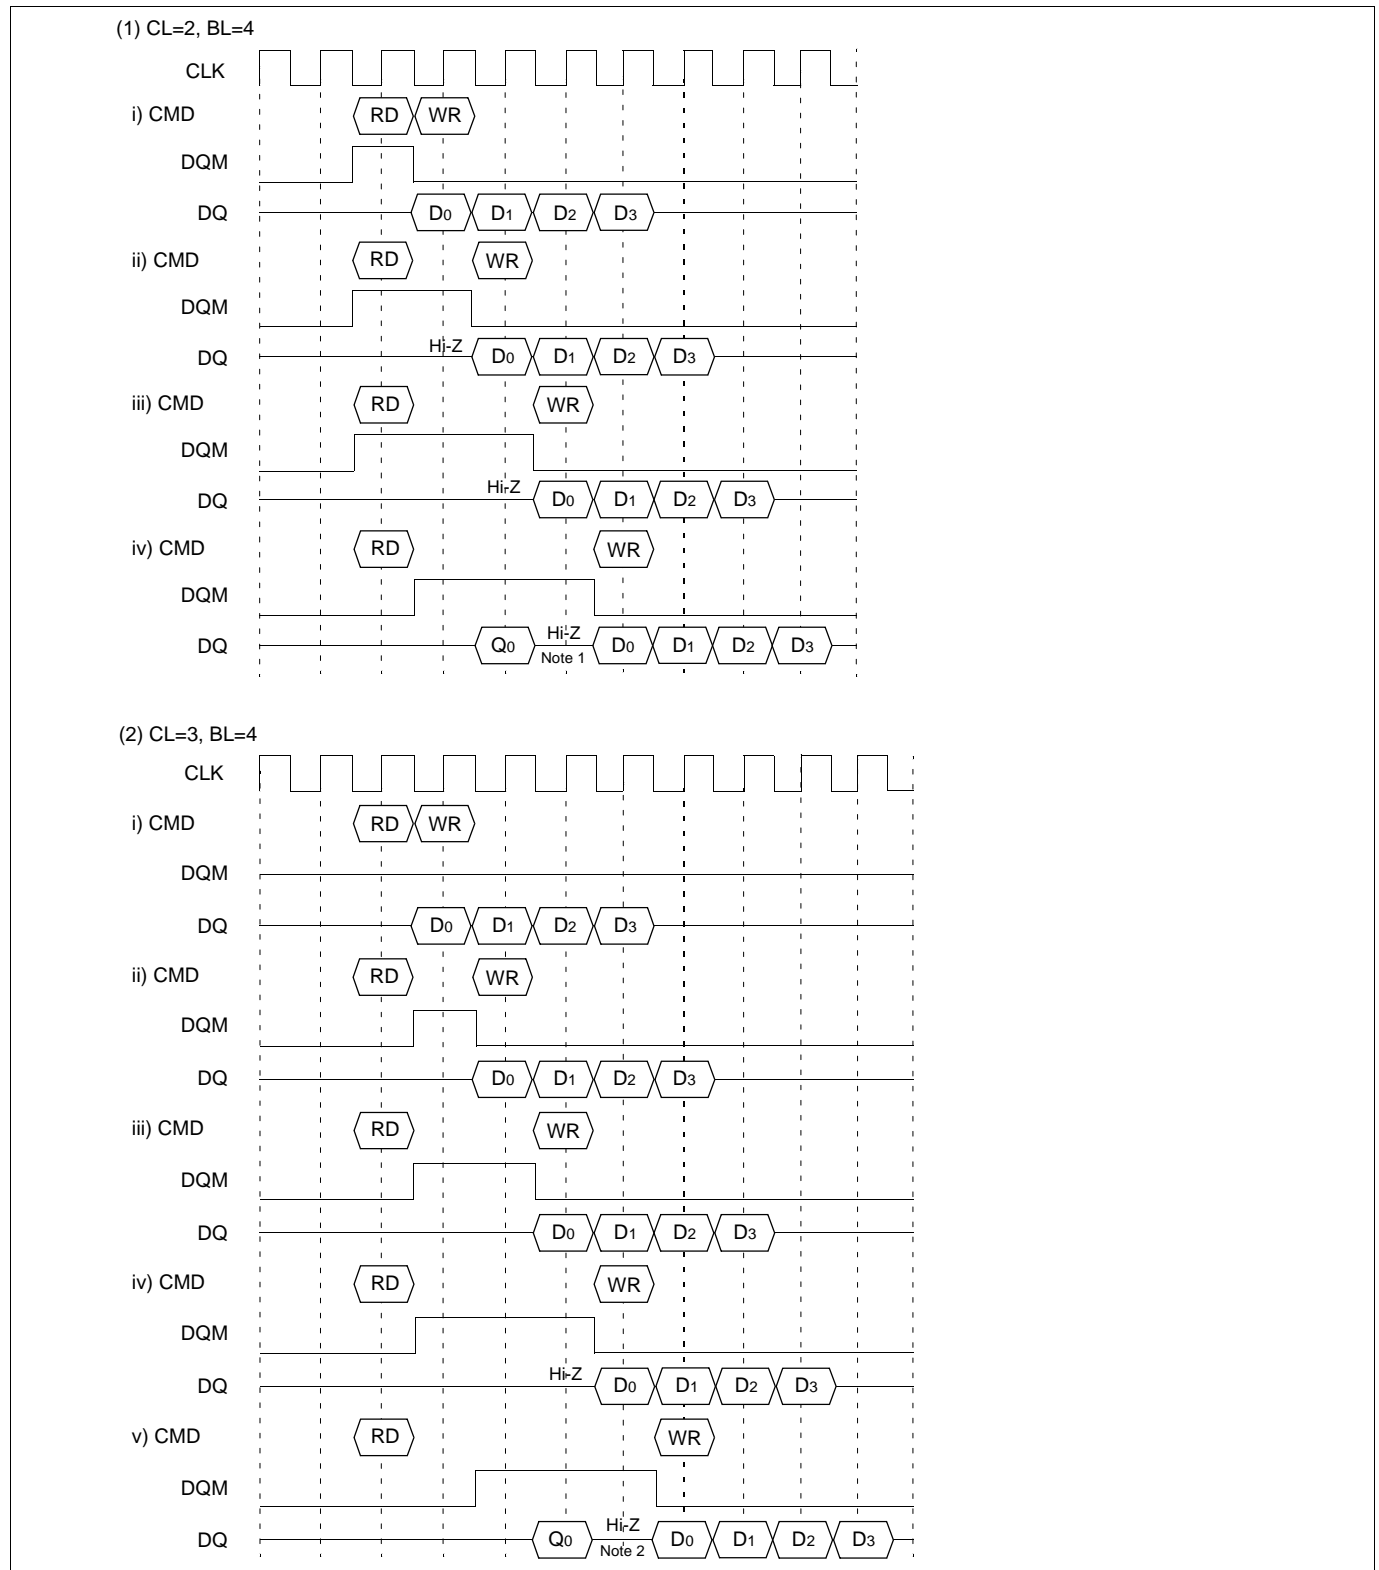 (1) CL=2, BL=4
CLK
i) CMD RD WR
DQM
DQ D0 D1 D2 D3
ii) CMD RD WR
DQM
DQ Hi-Z D0 D1 D2 D3
iii) CMD RD WR
DQM
DQ Hi-Z D0 D1 D2 D3
iv) CMD RD WR
DQM
DQ Q0 Hi-Z D0 D1 D2 D3
Note 1
(2) CL=3, BL=4
CLK
i) CMD RD WR
DQM
DQ D0 D1 D2 D3
ii) CMD RD WR
DQM
DQ D0 D1 D2 D3
iii) CMD RD WR
DQM
DQ D0 D1 D2 D3
iv) CMD RD WR
DQM
DQ Hi-Z D0 D1 D2 D3
v) CMD RD WR
DQM
DQ Q0 Hi-Z D0 D1 D2 D3
Note 2